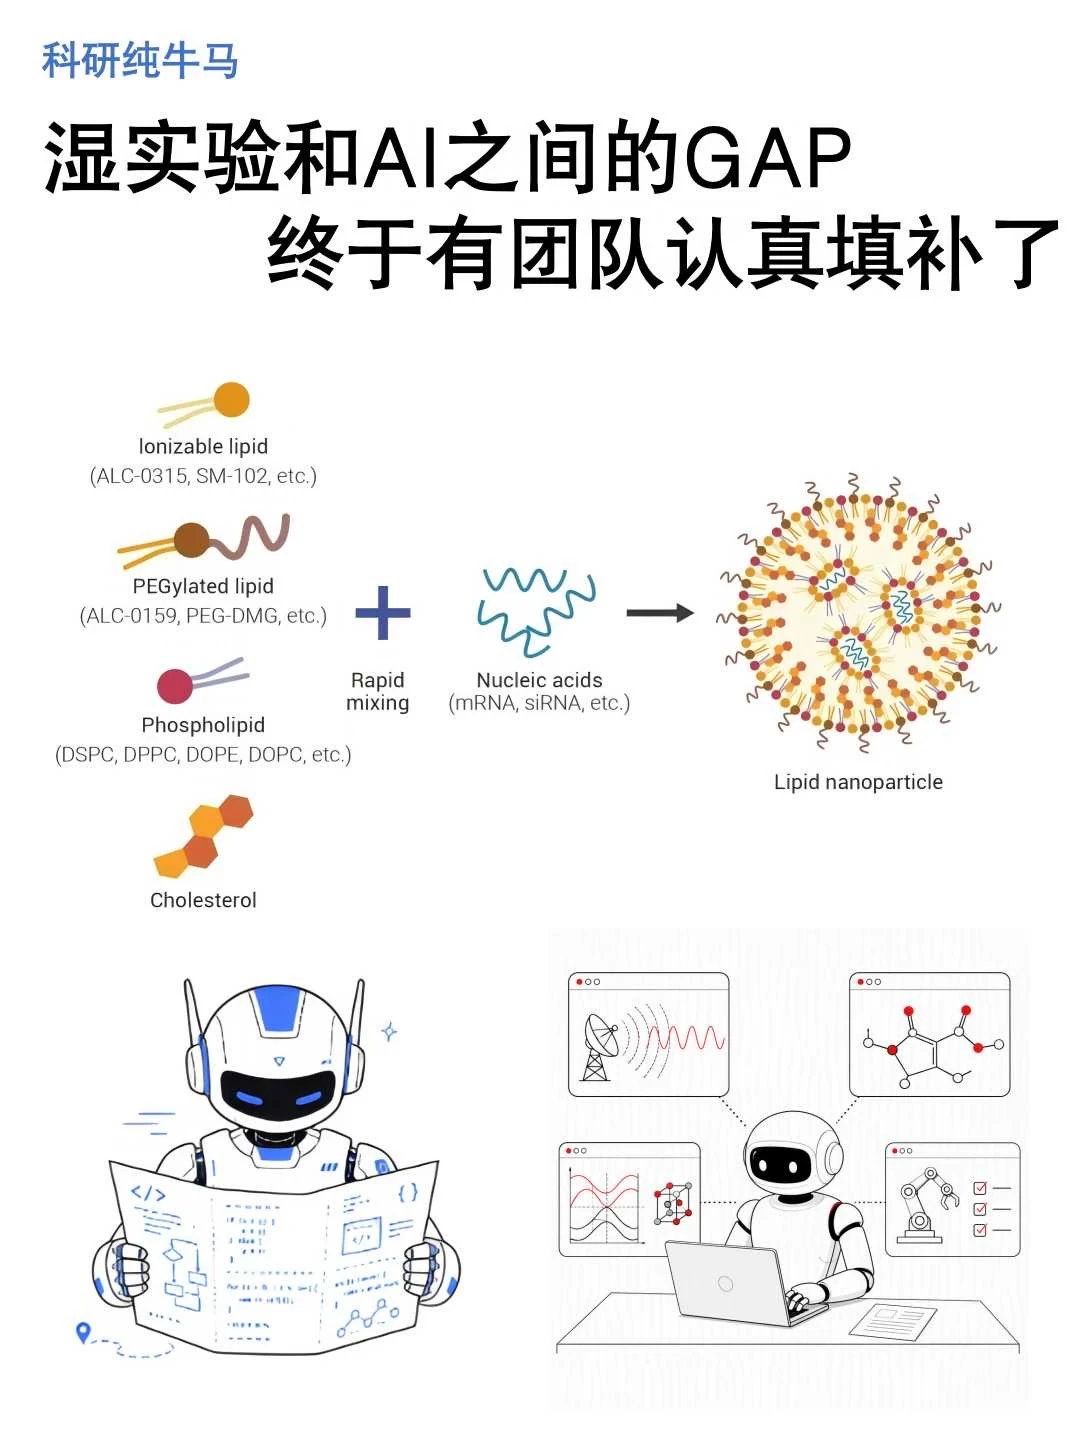 科研纯牛马
湿实验和AI之间的GAP
终于有团队认真填补了
Ionizable lipid
(ALC-0315, SM-102, etc.)
PEGylated lipid
(ALC-0159, PEG-DMG, etc.)
Phospholipid
(DSPC, DPPC, DOPE, DOPC, etc.)
Cholesterol
Rapid
mixing
Nucleic acids
(mRNA, siRNA, etc.)
Lipid nanoparticle
</>
{ }
</>